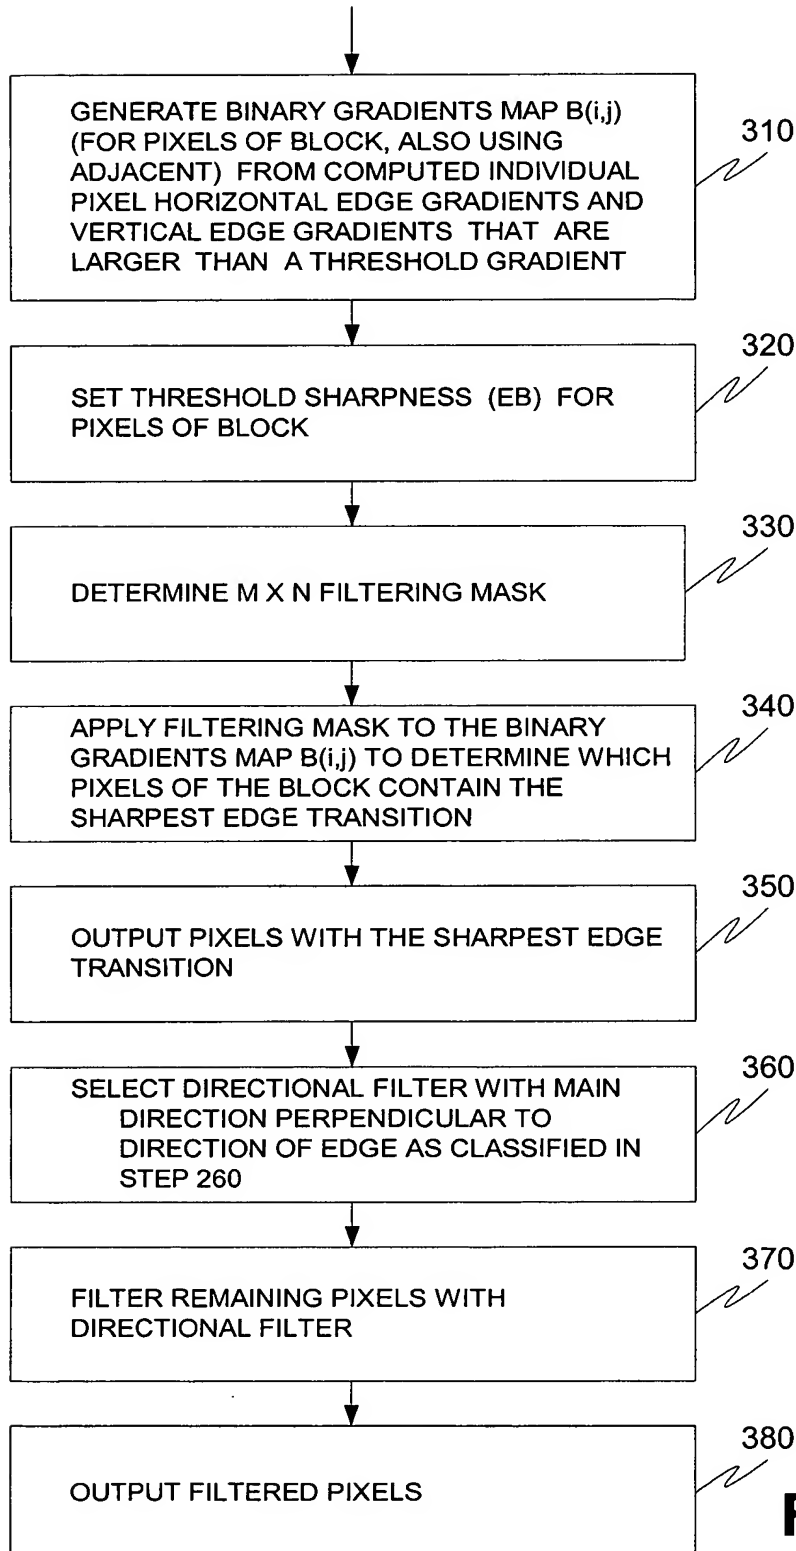 GENERATE BINARY GRADIENTS MAP B(i,j)
(FOR PIXELS OF BLOCK, ALSO USING
ADJACENT) FROM COMPUTED INDIVIDUAL
PIXEL HORIZONTAL EDGE GRADIENTS AND
VERTICAL EDGE GRADIENTS THAT ARE
LARGER THAN A THRESHOLD GRADIENT
310
SET THRESHOLD SHARPNESS (EB) FOR
PIXELS OF BLOCK
320
DETERMINE M X N FILTERING MASK
330
APPLY FILTERING MASK TO THE BINARY
GRADIENTS MAP B(i,j) TO DETERMINE WHICH
PIXELS OF THE BLOCK CONTAIN THE
SHARPEST EDGE TRANSITION
340
OUTPUT PIXELS WITH THE SHARPEST EDGE
TRANSITION
350
SELECT DIRECTIONAL FILTER WITH MAIN
DIRECTION PERPENDICULAR TO
DIRECTION OF EDGE AS CLASSIFIED IN
STEP 260
360
FILTER REMAINING PIXELS WITH
DIRECTIONAL FILTER
370
OUTPUT FILTERED PIXELS
380